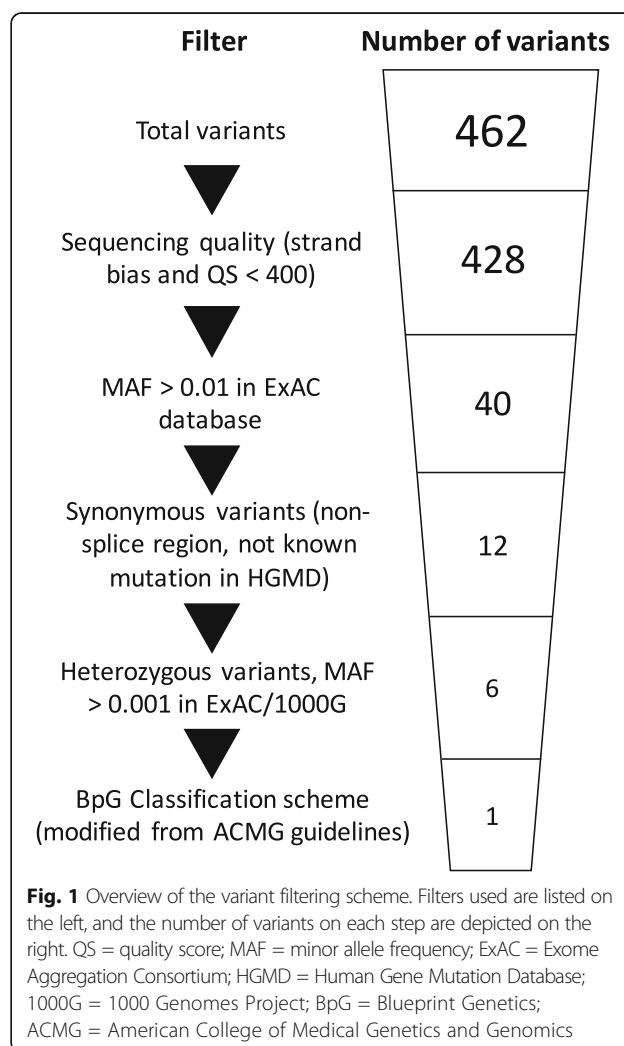 Filter Number of variants
Total variants 462
Sequencing quality (strand
bias and QS < 400) 428
MAF > 0.01 in ExAC
database 40
Synonymous variants (non-
splice region, not known
mutation in HGMD) 12
Heterozygous variants, MAF
> 0.001 in ExAC/1000G 6
BpG Classification scheme
(modified from ACMG guidelines) 1
Fig. 1 Overview of the variant filtering scheme. Filters used are listed on
the left, and the number of variants on each step are depicted on the
right. QS = quality score; MAF = minor allele frequency; ExAC = Exome
Aggregation Consortium; HGMD = Human Gene Mutation Database;
1000G = 1000 Genomes Project; BpG = Blueprint Genetics;
ACMG = American College of Medical Genetics and Genomics